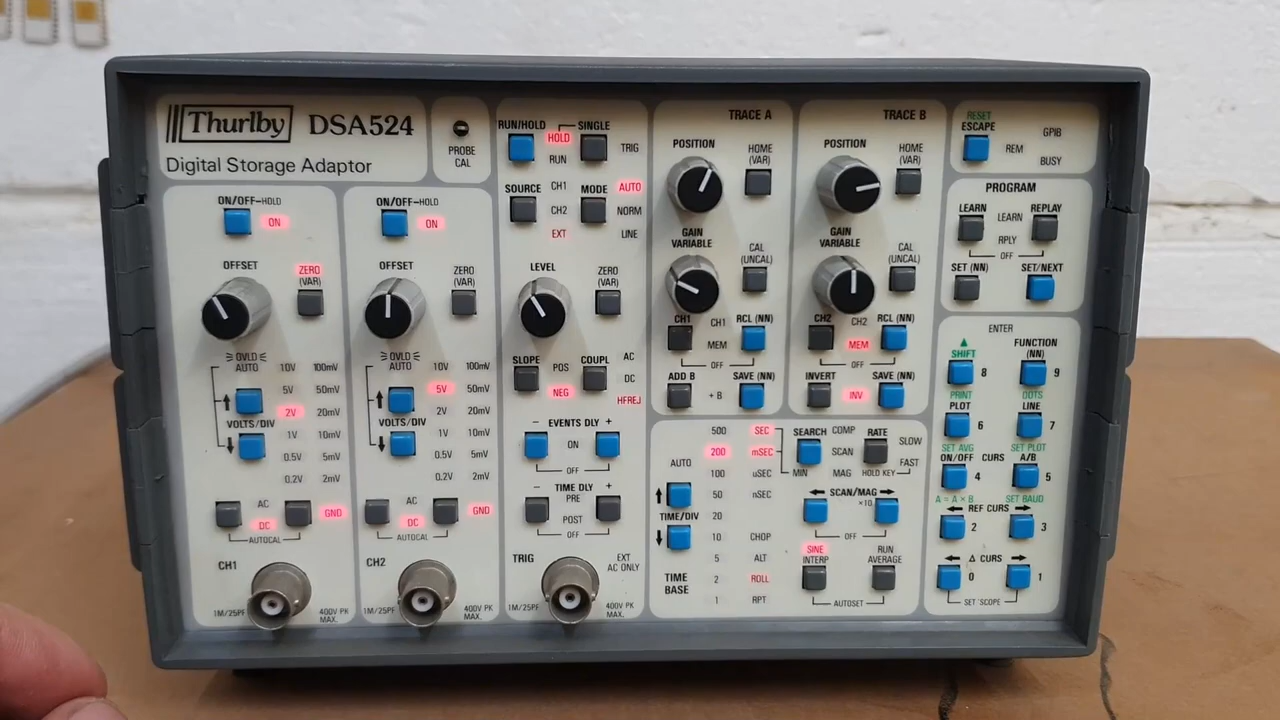 Thurlby DSA524
Digital Storage Adaptor
PROBE
CAL
ON/OFF-HOLD
ON
OFFSET
ZERO
(VAR)
OVLD
AUTO
10V 100mV
5V 50mV
2V 20mV
VOLTS/DIV
1V 10mV
0.5V 5mV
0.2V 2mV
AC
DC
GND
AUTOCAL
CH1
1M/25PF
400V PK
MAX.
ON/OFF-HOLD
ON
OFFSET
ZERO
(VAR)
OVLD
AUTO
10V 100mV
5V 50mV
2V 20mV
VOLTS/DIV
1V 10mV
0.5V 5mV
0.2V 2mV
AC
DC
GND
AUTOCAL
CH2
1M/25PF
400V PK
MAX.
RUN/HOLD SINGLE
HOLD
RUN
TRIG
SOURCE CH1 MODE AUTO
CH2 NORM
EXT LINE
LEVEL
ZERO
(VAR)
SLOPE POS COUPL AC
DC
NEG HFREJ
− EVENTS DLY +
ON
OFF
− TIME DLY +
PRE
POST
OFF
TRIG
EXT
AC ONLY
1M/25PF
400V PK
MAX.
TRACE A
POSITION
HOME
(VAR)
GAIN
VARIABLE
CAL
(UNCAL)
CH1 CH1 RCL (NN)
MEM
OFF
ADD B SAVE (NN)
+ B
TRACE B
POSITION
HOME
(VAR)
GAIN
VARIABLE
CAL
(UNCAL)
CH2 CH2 RCL (NN)
MEM
OFF
INVERT SAVE (NN)
INV
500 SEC
200 mSEC
AUTO 100 uSEC
50 nSEC
TIME/DIV 20
10 CHOP
5 ALT
TIME 2 ROLL
BASE 1 RPT
SEARCH COMP RATE
SLOW
SCAN
FAST
MIN MAG HOLD KEY
SCAN/MAG
×10
OFF
SINE
INTERP
RUN
AVERAGE
AUTOSET
RESET
ESCAPE
GPIB
REM
BUSY
PROGRAM
LEARN REPLAY
LEARN
RPLY
OFF
SET (NN) SET/NEXT
ENTER
SHIFT FUNCTION
(NN)
8 9
PRINT DOTS
PLOT LINE
6 7
SET AVG SET PLOT
ON/OFF CURS A/B
4 5
A = A × B SET BAUD
REF CURS
2 3
Δ CURS
0 1
SET 'SCOPE